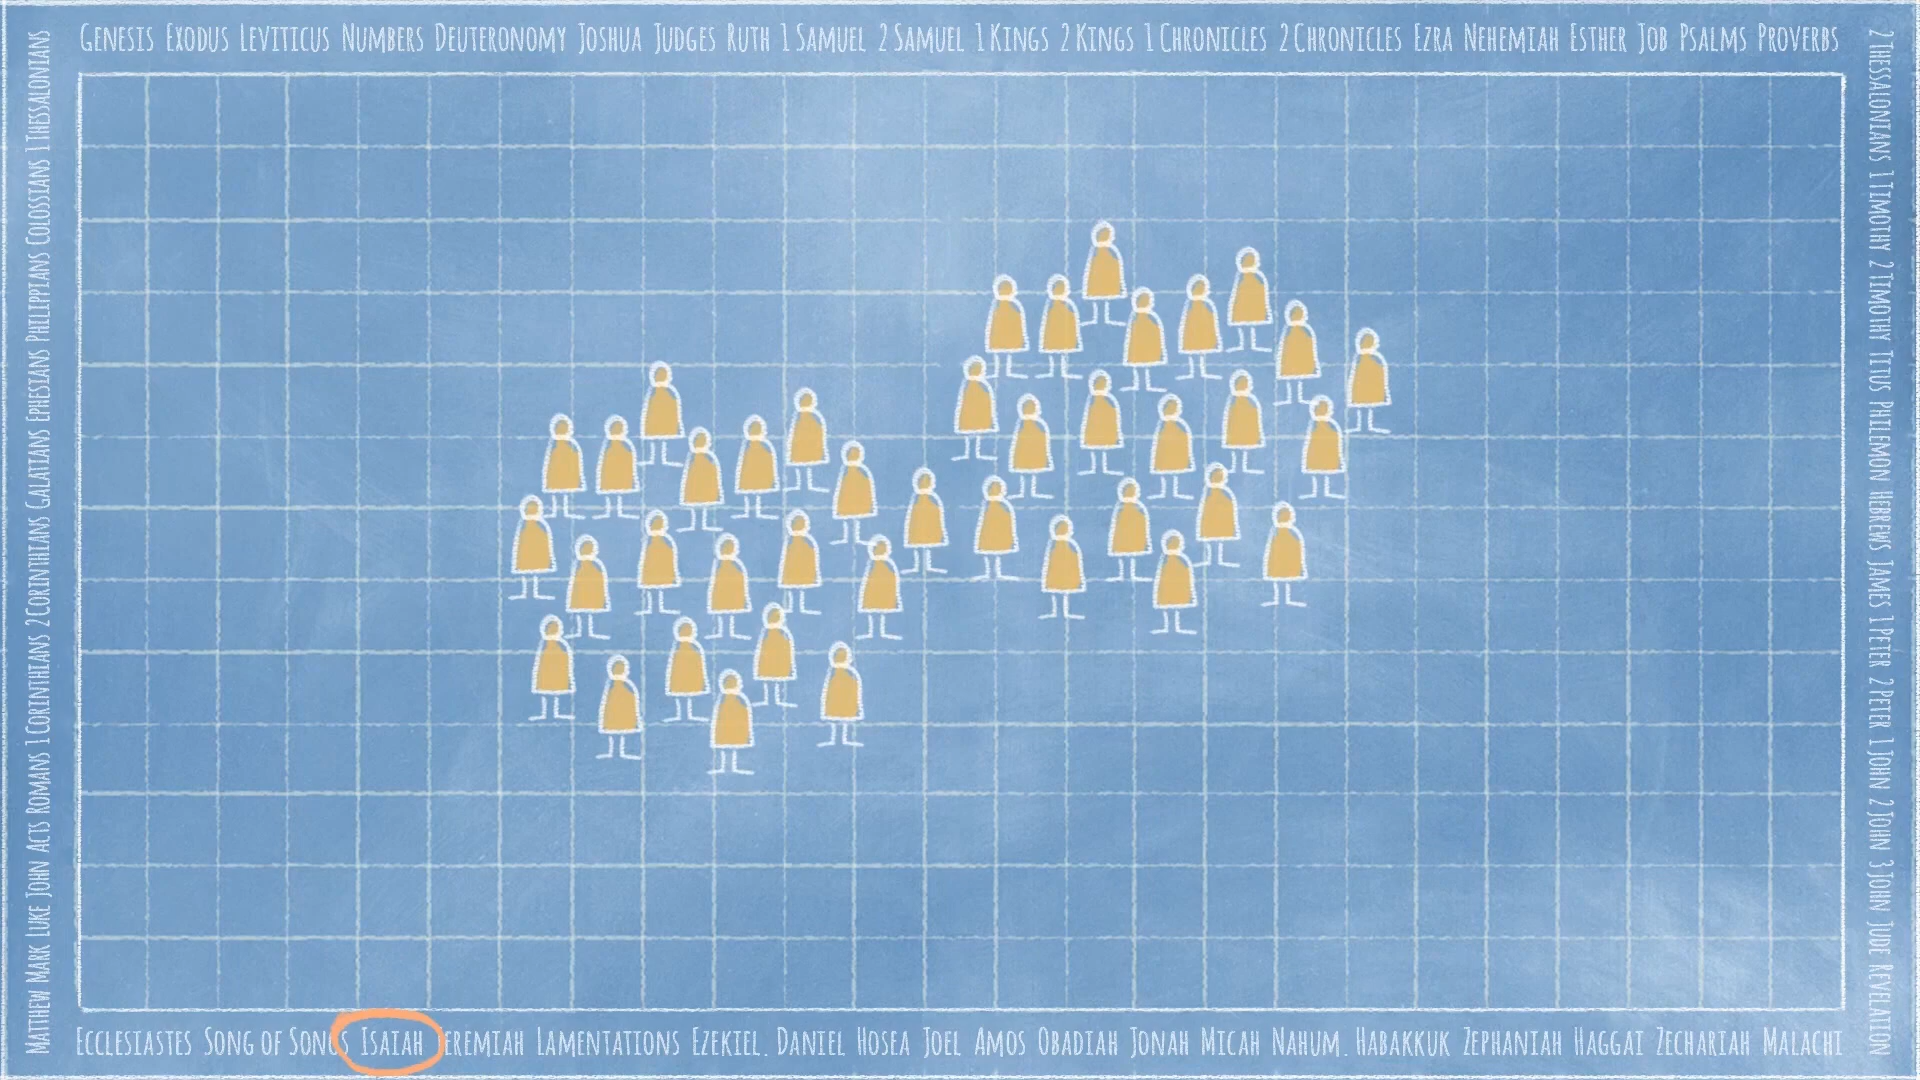 Genesis Exodus Leviticus Numbers Deuteronomy Joshua Judges Ruth 1 Samuel 2 Samuel 1 Kings 2 Kings 1 Chronicles 2 Chronicles Ezra Nehemiah Esther Job Psalms Proverbs
Matthew Mark Luke John Acts Romans 1 Corinthians 2 Corinthians Galatians Ephesians Philippians Colossians 1 Thessalonians
2 Thessalonians 1 Timothy 2 Timothy Titus Philemon Hebrews James 1 Peter 2 Peter 1 John 2 John 3 John Jude Revelation
Ecclesiastes Song of Songs Isaiah Jeremiah Lamentations Ezekiel. Daniel Hosea Joel Amos Obadiah Jonah Micah Nahum. Habakkuk Zephaniah Haggai Zechariah Malachi